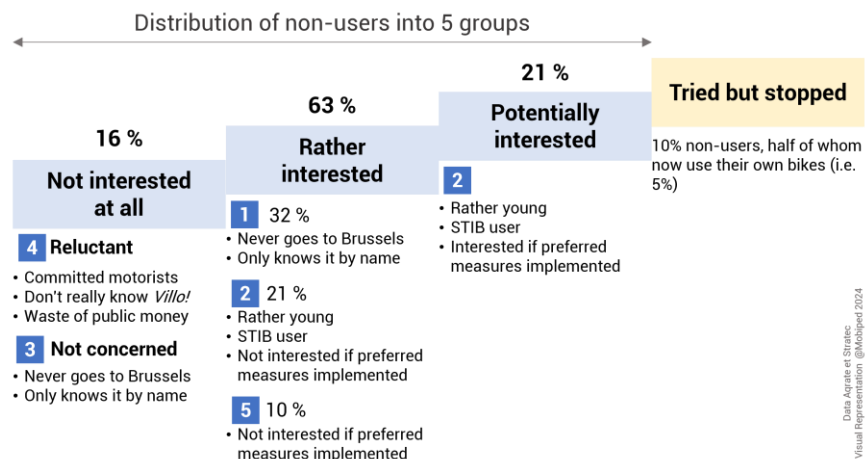 Distribution of non-users into 5 groups
16 %
Not interested
at all
4 Reluctant
• Committed motorists
• Don't really know Villo!
• Waste of public money
3 Not concerned
• Never goes to Brussels
• Only knows it by name
63 %
Rather
interested
1 32 %
• Never goes to Brussels
• Only knows it by name
2 21 %
• Rather young
• STIB user
• Not interested if preferred
measures implemented
5 10 %
• Not interested if preferred
measures implemented
21 %
Potentially
interested
2
• Rather young
• STIB user
• Interested if preferred
measures implemented
Tried but stopped
10% non-users, half of whom
now use their own bikes (i.e.
5%)
Data Aqrate et Stratec
Visual Representation @Mobiped 2024